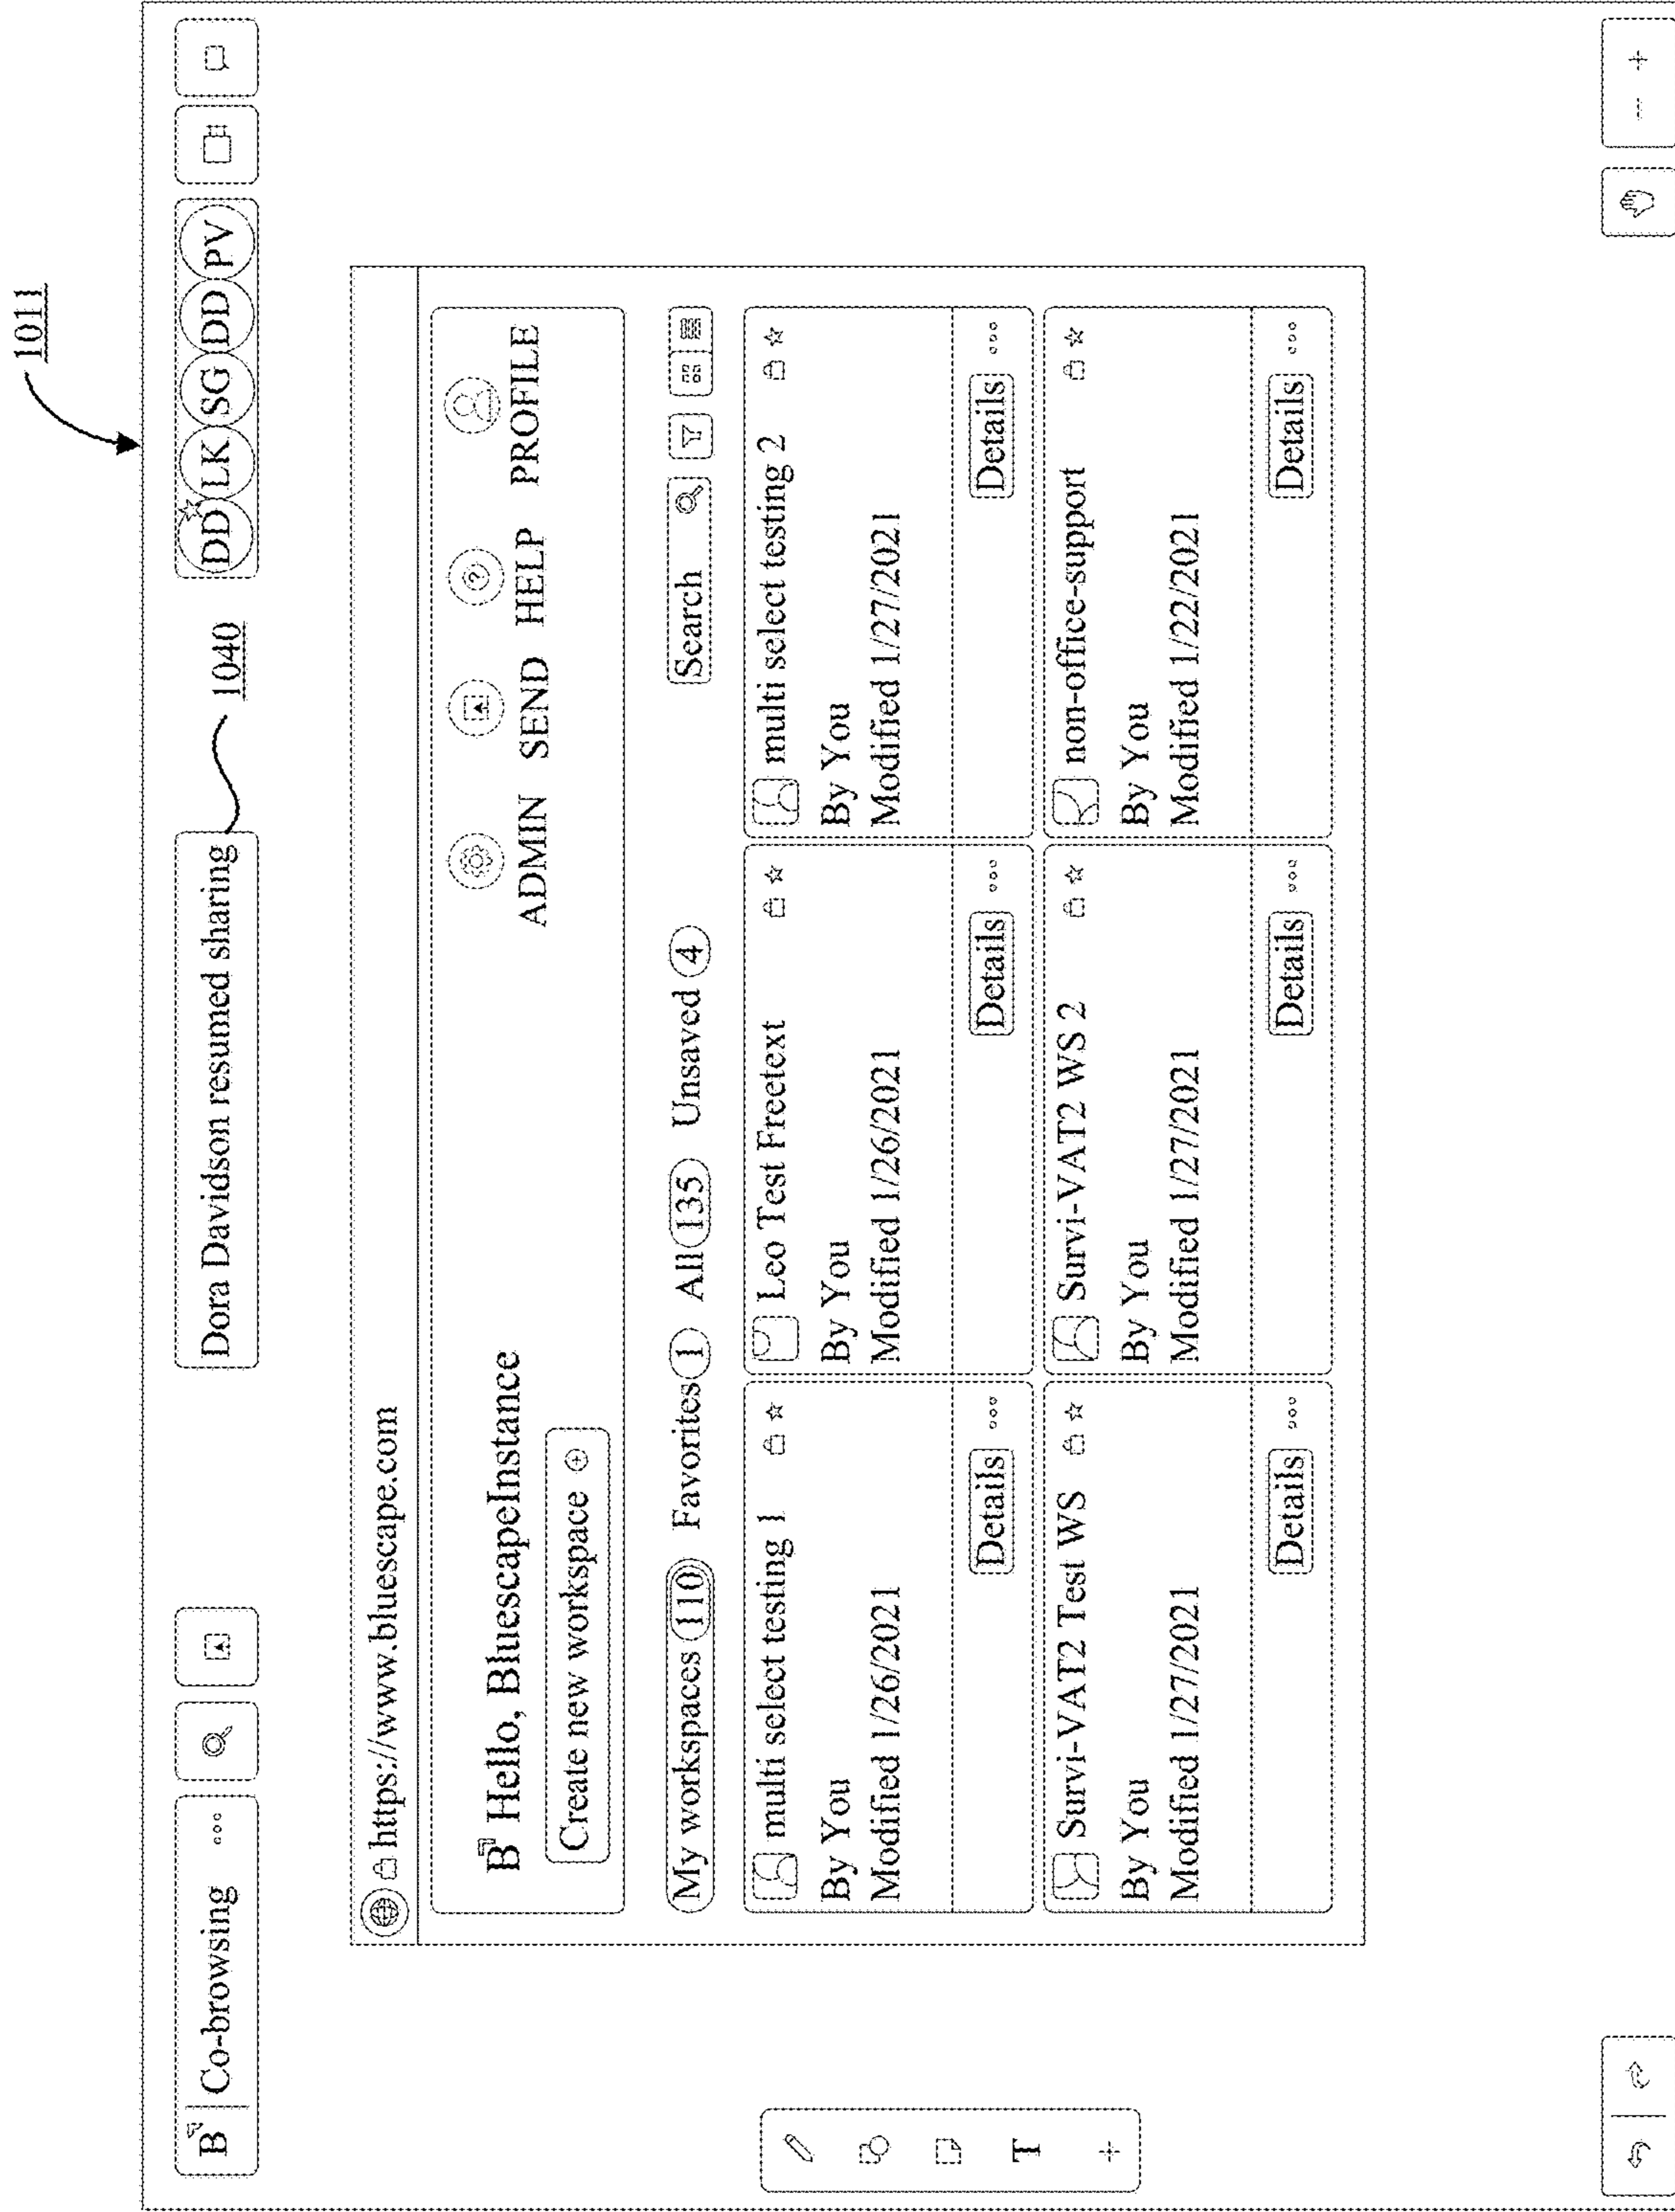 1011
B Co-browsing
Dora Davidson resumed sharing
1040
DD LK SG DD PV
https://www.bluescape.com
B Hello, BluescapeInstance
Create new workspace
ADMIN SEND HELP PROFILE
My workspaces 110 Favorites 1 All 135 Unsaved 4 Search
multi select testing 1
By You
Modified 1/26/2021
Details
Leo Test Freetext
By You
Modified 1/26/2021
Details
multi select testing 2
By You
Modified 1/27/2021
Details
Survi-VAT2 Test WS
By You
Modified 1/27/2021
Details
Survi-VAT2 WS 2
By You
Modified 1/27/2021
Details
non-office-support
By You
Modified 1/22/2021
Details
T